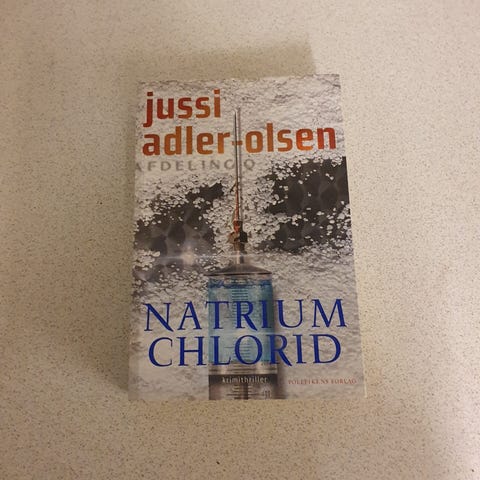 jussi
adler-olsen
AFDELING Q
NATRIUM
CHLORID
krimithriller
POLITIKENS FORLAG